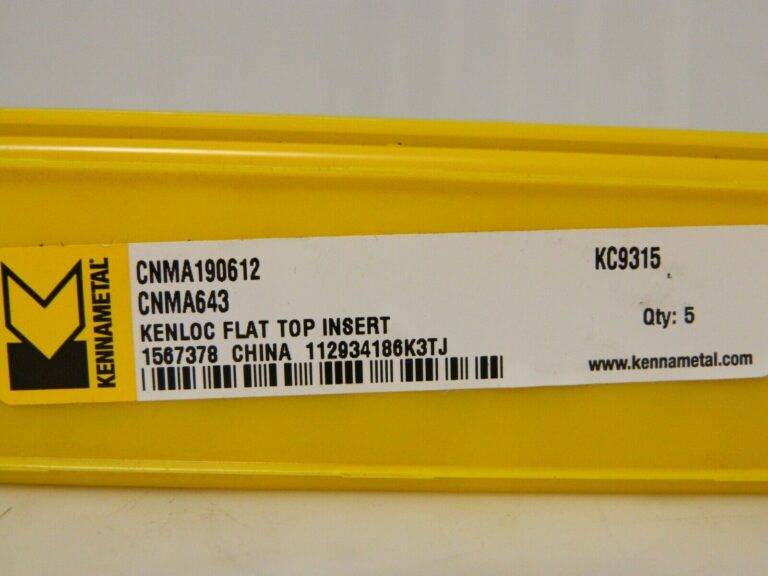 KENNAMETAL
CNMA190612
CNMA643
KENLOC FLAT TOP INSERT
1567378 CHINA 112934186K3TJ
KC9315
Qty: 5
www.kennametal.com